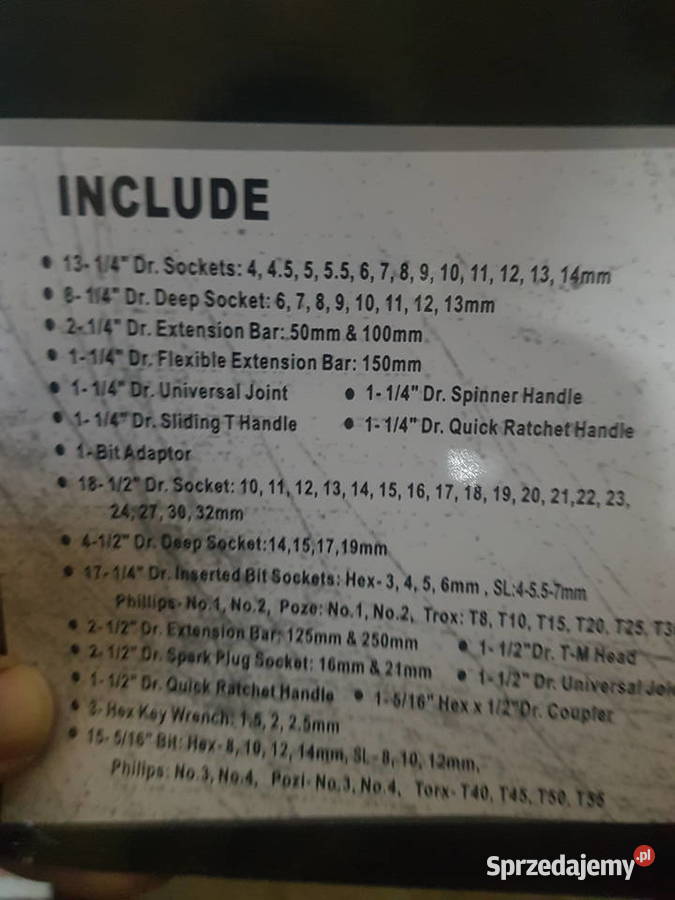 INCLUDE
• 13- 1/4" Dr. Sockets: 4, 4.5, 5, 5.5, 6, 7, 8, 9, 10, 11, 12, 13, 14mm
• 8- 1/4" Dr. Deep Socket: 6, 7, 8, 9, 10, 11, 12, 13mm
• 2-1/4" Dr. Extension Bar: 50mm & 100mm
• 1-1/4" Dr. Flexible Extension Bar: 150mm
• 1- 1/4" Dr. Universal Joint • 1- 1/4" Dr. Spinner Handle
• 1- 1/4" Dr. Sliding T Handle • 1- 1/4" Dr. Quick Ratchet Handle
• 1-Bit Adaptor
• 18- 1/2" Dr. Socket: 10, 11, 12, 13, 14, 15, 16, 17, 18, 19, 20, 21,22, 23,
24, 27, 30, 32mm
• 4-1/2" Dr. Deep Socket:14,15,17,19mm
• 17-1/4" Dr. Inserted Bit Sockets: Hex- 3, 4, 5, 6mm , SL:4-5.5-7mm
Phillips- No.1, No.2, Poze: No.1, No.2, Trox: T8, T10, T15, T20, T25, T30
• 2-1/2" Dr. Extension Bar: 125mm & 250mm • 1- 1/2"Dr. T-M Head
• 2-1/2" Dr. Spark Plug Socket: 16mm & 21mm • 1- 1/2" Dr. Universal Joi
• 1-1/2" Dr. Quick Ratchet Handle • 1-5/16" Hex x 1/2"Dr. Coupler
• 3-Hex Key Wrench: 1.5, 2, 2.5mm
• 15- 5/16" Bit: Hex- 8, 10, 12, 14mm, SL- 8, 10, 12mm,
Philips: No.3, No.4, Pozi- No.3, No.4, Torx- T40, T45, T50, T55
Sprzedajemy.pl